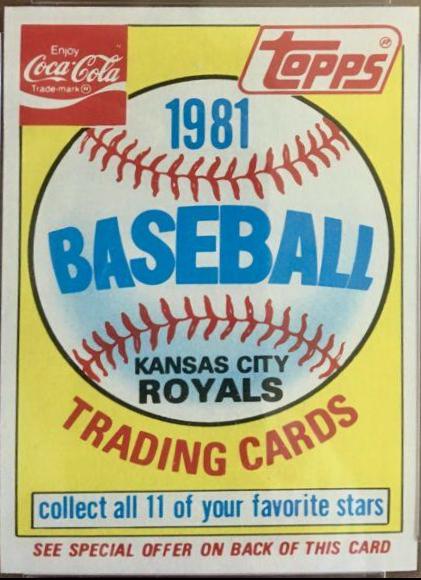 Enjoy
Coca-Cola
Trade-mark ®
topps®
1981
BASEBALL
KANSAS CITY
ROYALS
TRADING CARDS
collect all 11 of your favorite stars
SEE SPECIAL OFFER ON BACK OF THIS CARD